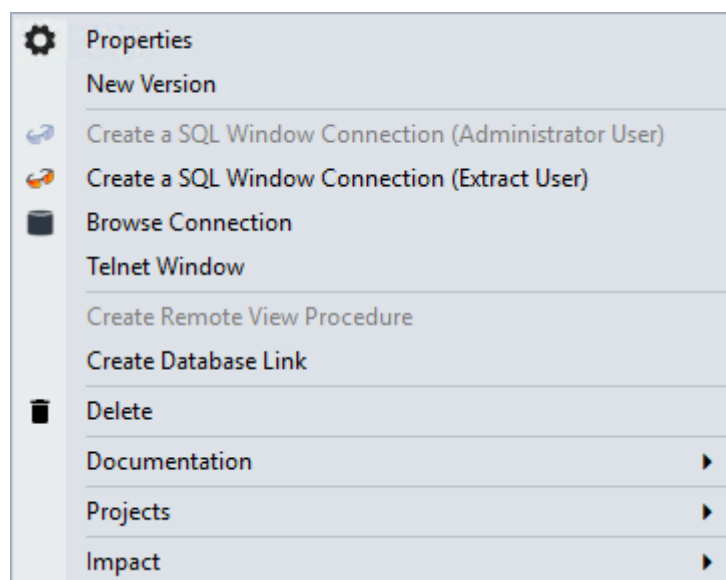 Properties
New Version
Create a SQL Window Connection (Administrator User)
Create a SQL Window Connection (Extract User)
Browse Connection
Telnet Window
Create Remote View Procedure
Create Database Link
Delete
Documentation
Projects
Impact